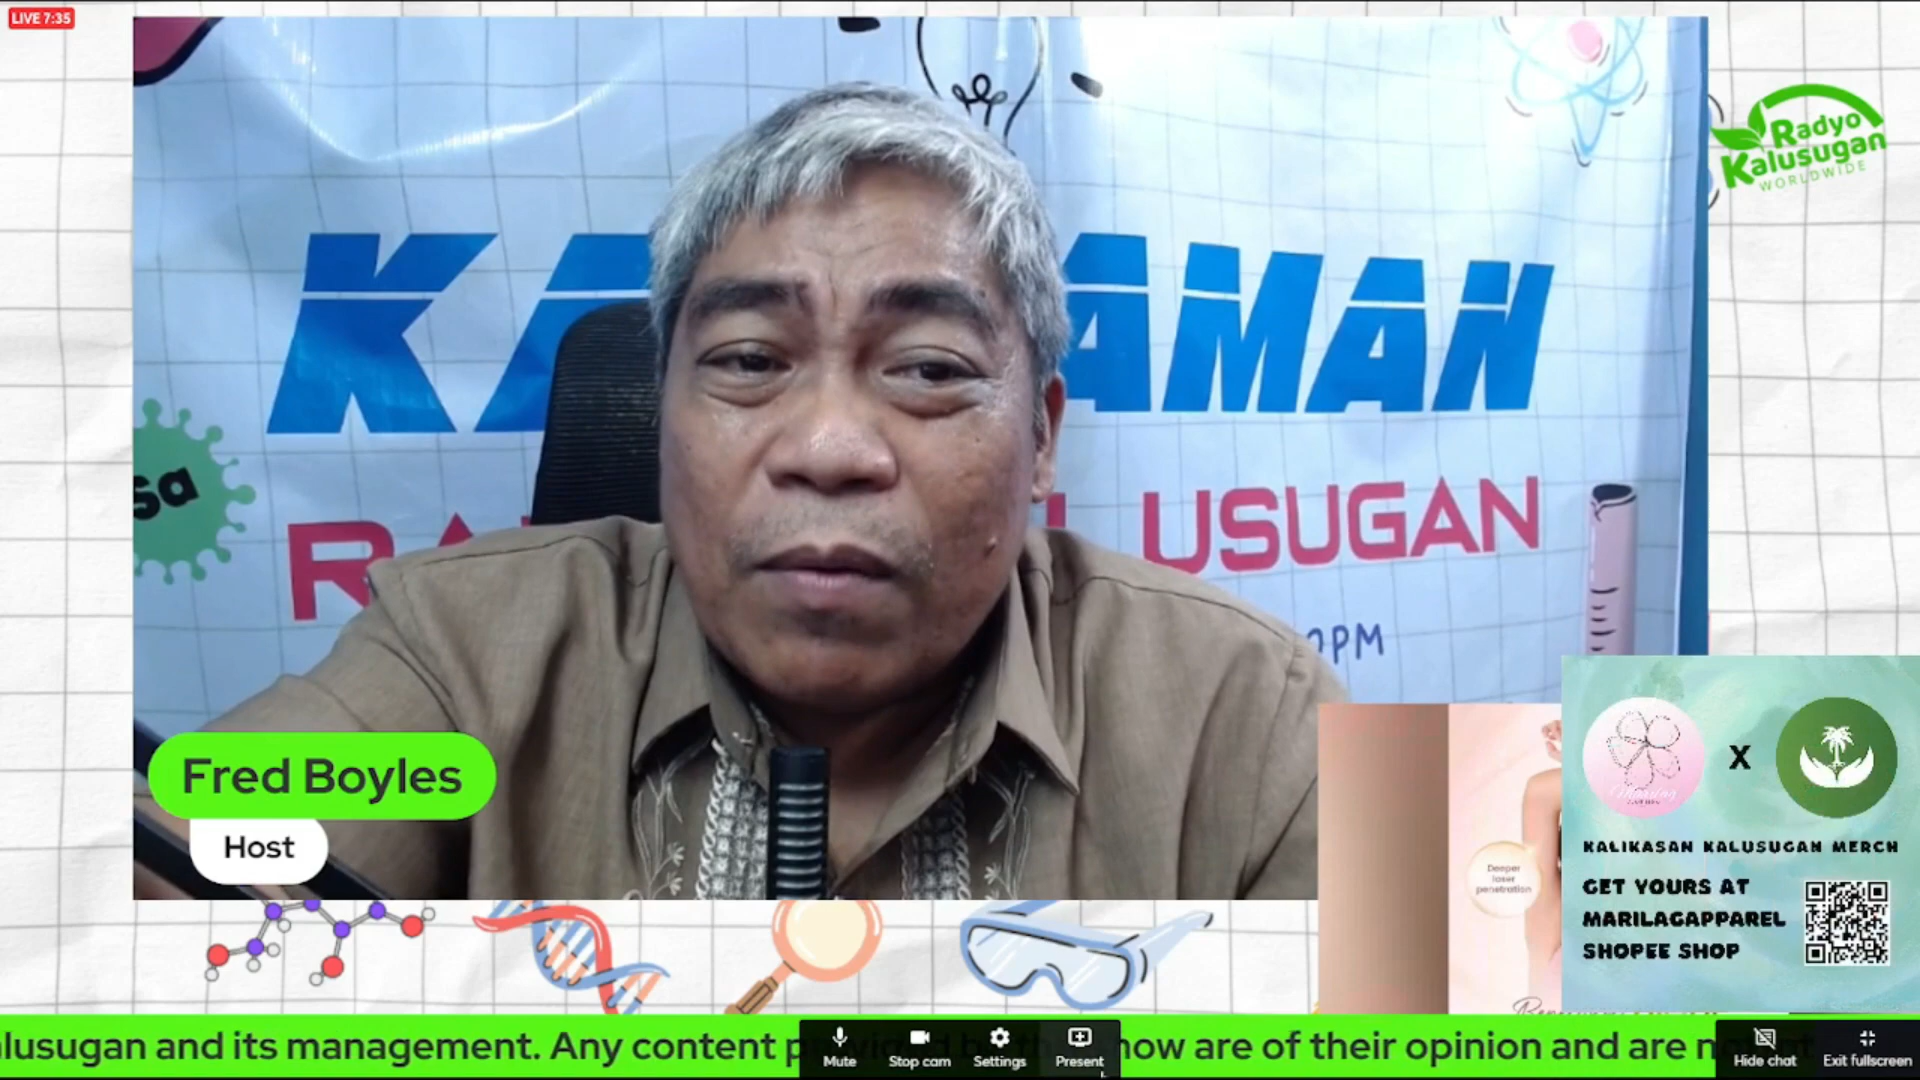 LIVE 7:35
Radyo
Kalusugan
WORLDWIDE
AMAN
sa
USUGAN
PM
Fred Boyles
Host
Deeper
laser
penetration
X
KALIKASAN KALUSUGAN MERCH
GET YOURS AT
MARILAGAPPAREL
SHOPEE SHOP
lusugan and its management. Any content are of their opinion and are
Mute
Stop cam
Settings
Present
Hide chat
Exit fullscreen